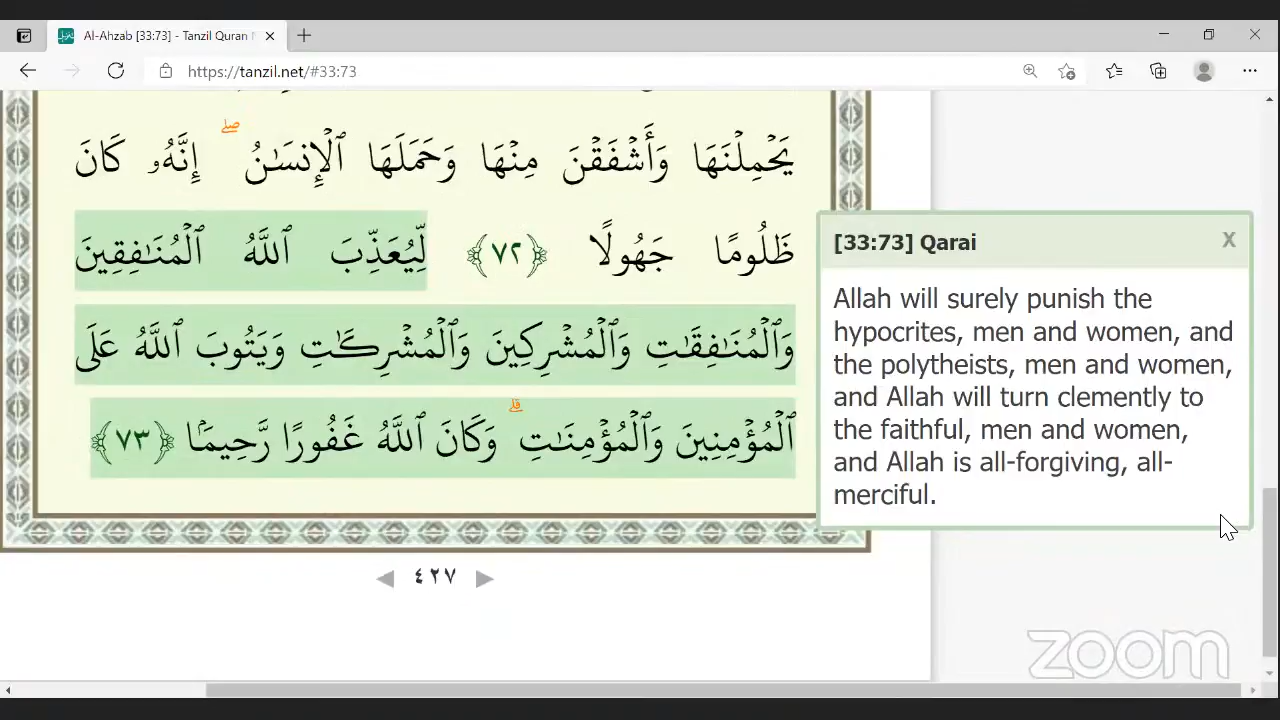 Al-Ahzab [33:73] - Tanzil Quran
https://tanzil.net/#33:73
يَحْمِلْنَهَا وَأَشْفَقْنَ مِنْهَا وَحَمَلَهَا ٱلْإِنسَـٰنُ ۖ إِنَّهُۥ كَانَ
ظَلُومًا جَهُولًا ﴿٧٢﴾ لِّيُعَذِّبَ ٱللَّهُ ٱلْمُنَـٰفِقِينَ
وَٱلْمُنَـٰفِقَـٰتِ وَٱلْمُشْرِكِينَ وَٱلْمُشْرِكَـٰتِ وَيَتُوبَ ٱللَّهُ عَلَى
ٱلْمُؤْمِنِينَ وَٱلْمُؤْمِنَـٰتِ ۗ وَكَانَ ٱللَّهُ غَفُورًا رَّحِيمًۢا ﴿٧٣﴾
٤٢٧
[33:73] Qarai X
Allah will surely punish the
hypocrites, men and women, and
the polytheists, men and women,
and Allah will turn clemently to
the faithful, men and women,
and Allah is all-forgiving, all-
merciful.
zoom